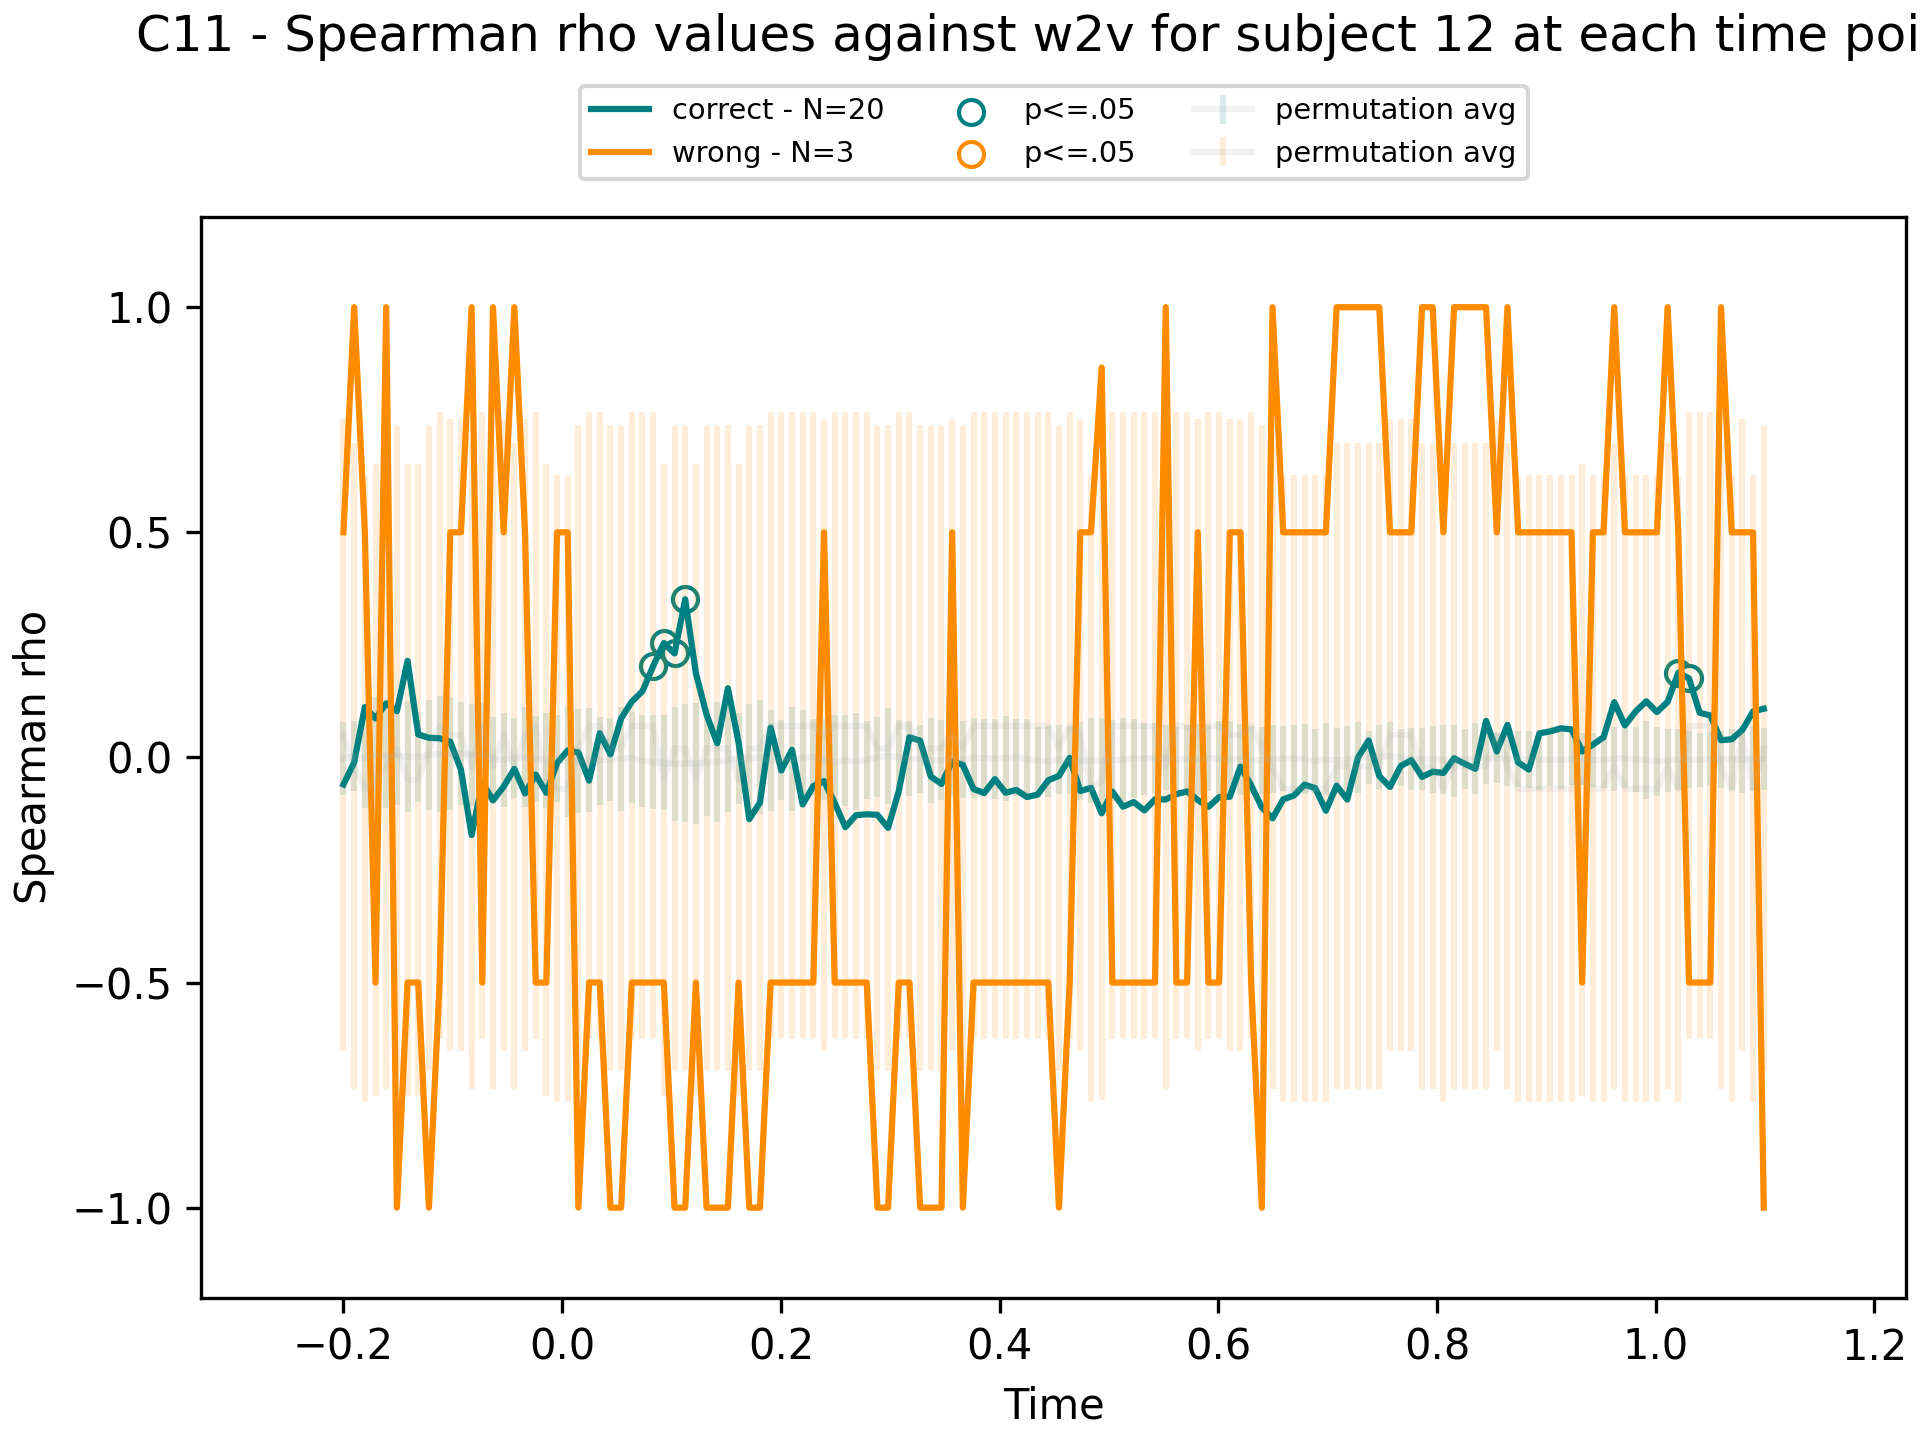 C11 - Spearman rho values against w2v for subject 12 at each time poi
correct - N=20
wrong - N=3
p<=.05
p<=.05
permutation avg
permutation avg
Spearman rho
1.0
0.5
0.0
−0.5
−1.0
−0.2
0.0
0.2
0.4
0.6
0.8
1.0
1.2
Time